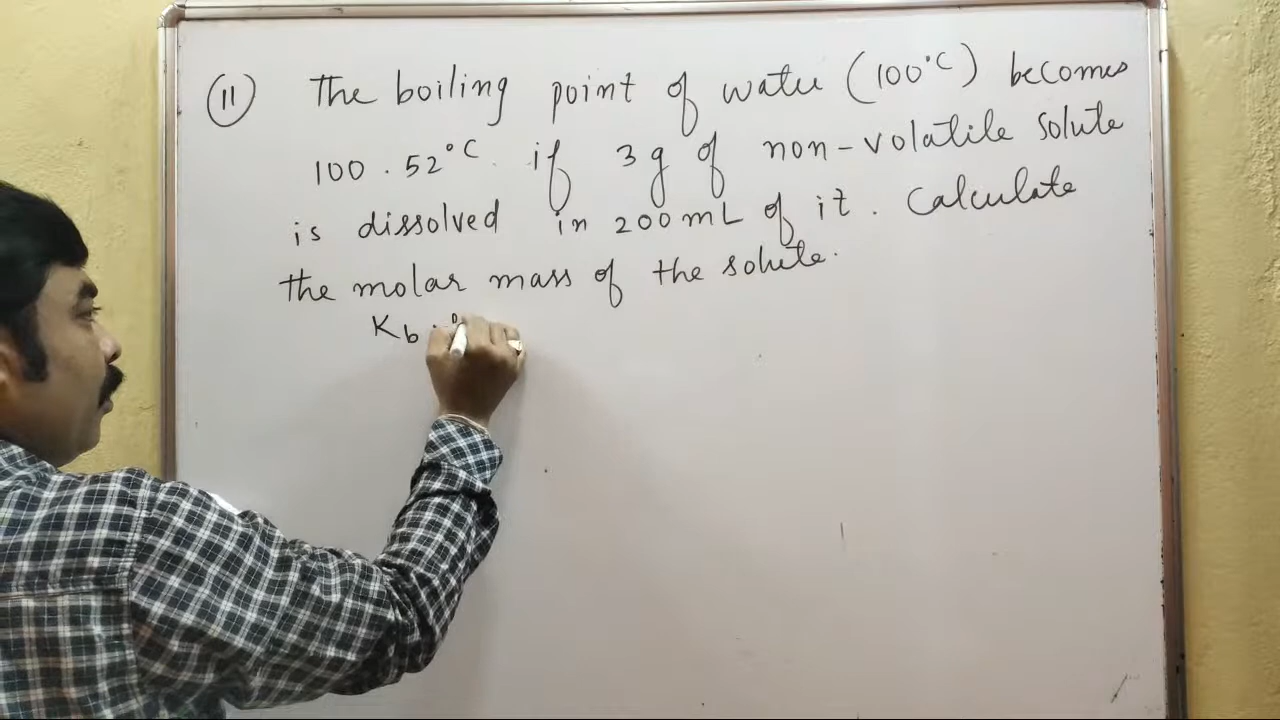 (11) The boiling point of water (100°C) becomes
100.52°C. if 3g of non-volatile solute
is dissolved in 200mL of it. Calculate
the molar mass of the solute.
Kb